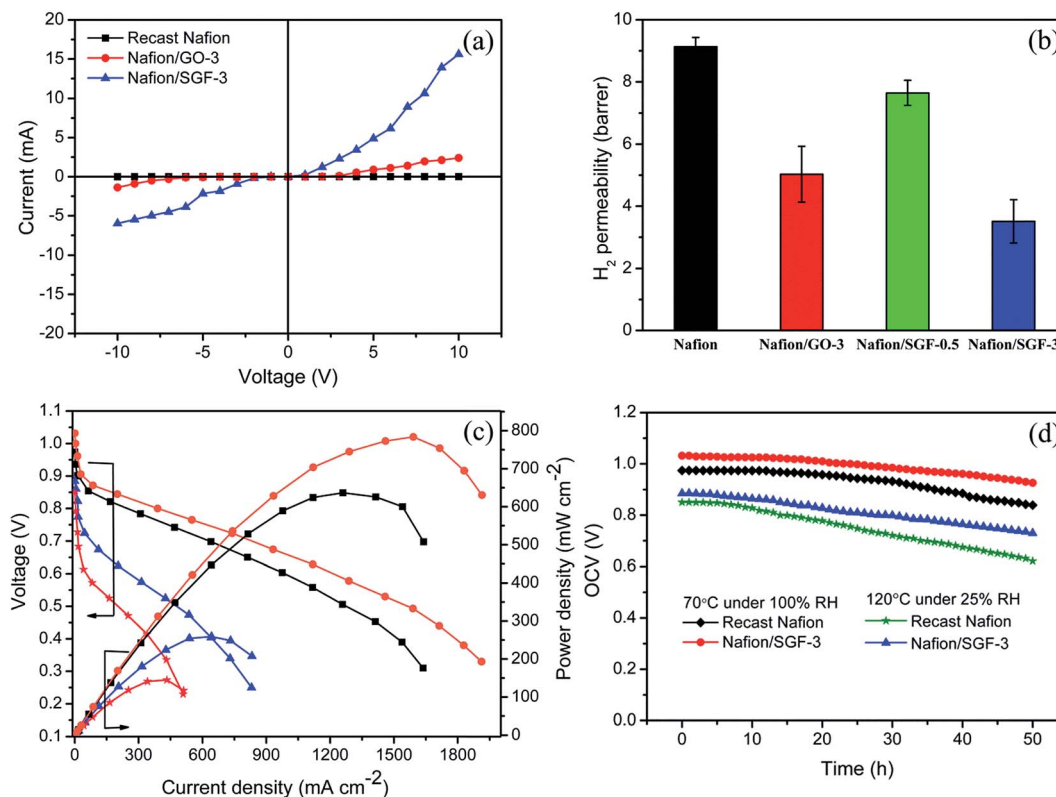 (a)
Recast Nafion
Nafion/GO-3
Nafion/SGF-3
Current (mA)
20
15
10
5
0
-5
-10
-15
-20
-10 -5 0 5 10
Voltage (V)
(b)
H2 permeability (barrer)
10
8
6
4
2
0
Nafion Nafion/GO-3 Nafion/SGF-0.5 Nafion/SGF-3
(c)
Voltage (V)
1.1
1.0
0.9
0.8
0.7
0.6
0.5
0.4
0.3
0.2
0.1
0 300 600 900 1200 1500 1800
Current density (mA cm-2)
800
700
600
500
400
300
200
100
0
Power density (mW cm-2)
(d)
OCV (V)
1.2
1.0
0.8
0.6
0.4
0.2
0.0
70°C under 100% RH 120°C under 25% RH
Recast Nafion Recast Nafion
Nafion/SGF-3 Nafion/SGF-3
0 10 20 30 40 50
Time (h)